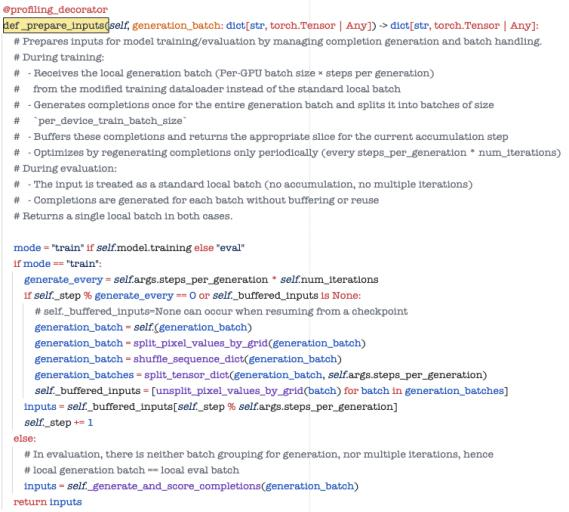 @profiling_decorator
def _prepare_inputs(self, generation_batch: dict[str, torch.Tensor | Any]) -> dict[str, torch.Tensor | Any]:
# Prepares inputs for model training/evaluation by managing completion generation and batch handling.
# During training:
#   - Receives the local generation batch (Per-GPU batch size × steps per generation)
#     from the modified training dataloader instead of the standard local batch
#   - Generates completions once for the entire generation batch and splits it into batches of size
#     `per_device_train_batch_size`
#   - Buffers these completions and returns the appropriate slice for the current accumulation step
#   - Optimizes by regenerating completions only periodically (every steps_per_generation * num_iterations)
# During evaluation:
#   - The input is treated as a standard local batch (no accumulation, no multiple iterations)
#   - Completions are generated for each batch without buffering or reuse
# Returns a single local batch in both cases.
mode = "train" if self.model.training else "eval"
if mode == "train":
generate_every = self.args.steps_per_generation * self.num_iterations
if self._step % generate_every == 0 or self._buffered_inputs is None:
# self._buffered_inputs=None can occur when resuming from a checkpoint
generation_batch = self.(generation_batch)
generation_batch = split_pixel_values_by_grid(generation_batch)
generation_batch = shuffle_sequence_dict(generation_batch)
generation_batches = split_tensor_dict(generation_batch, self.args.steps_per_generation)
self._buffered_inputs = [unsplit_pixel_values_by_grid(batch) for batch in generation_batches]
inputs = self._buffered_inputs[self._step % self.args.steps_per_generation]
self._step += 1
else:
# In evaluation, there is neither batch grouping for generation, nor multiple iterations, hence
# local generation batch == local eval batch
inputs = self._generate_and_score_completions(generation_batch)
return inputs